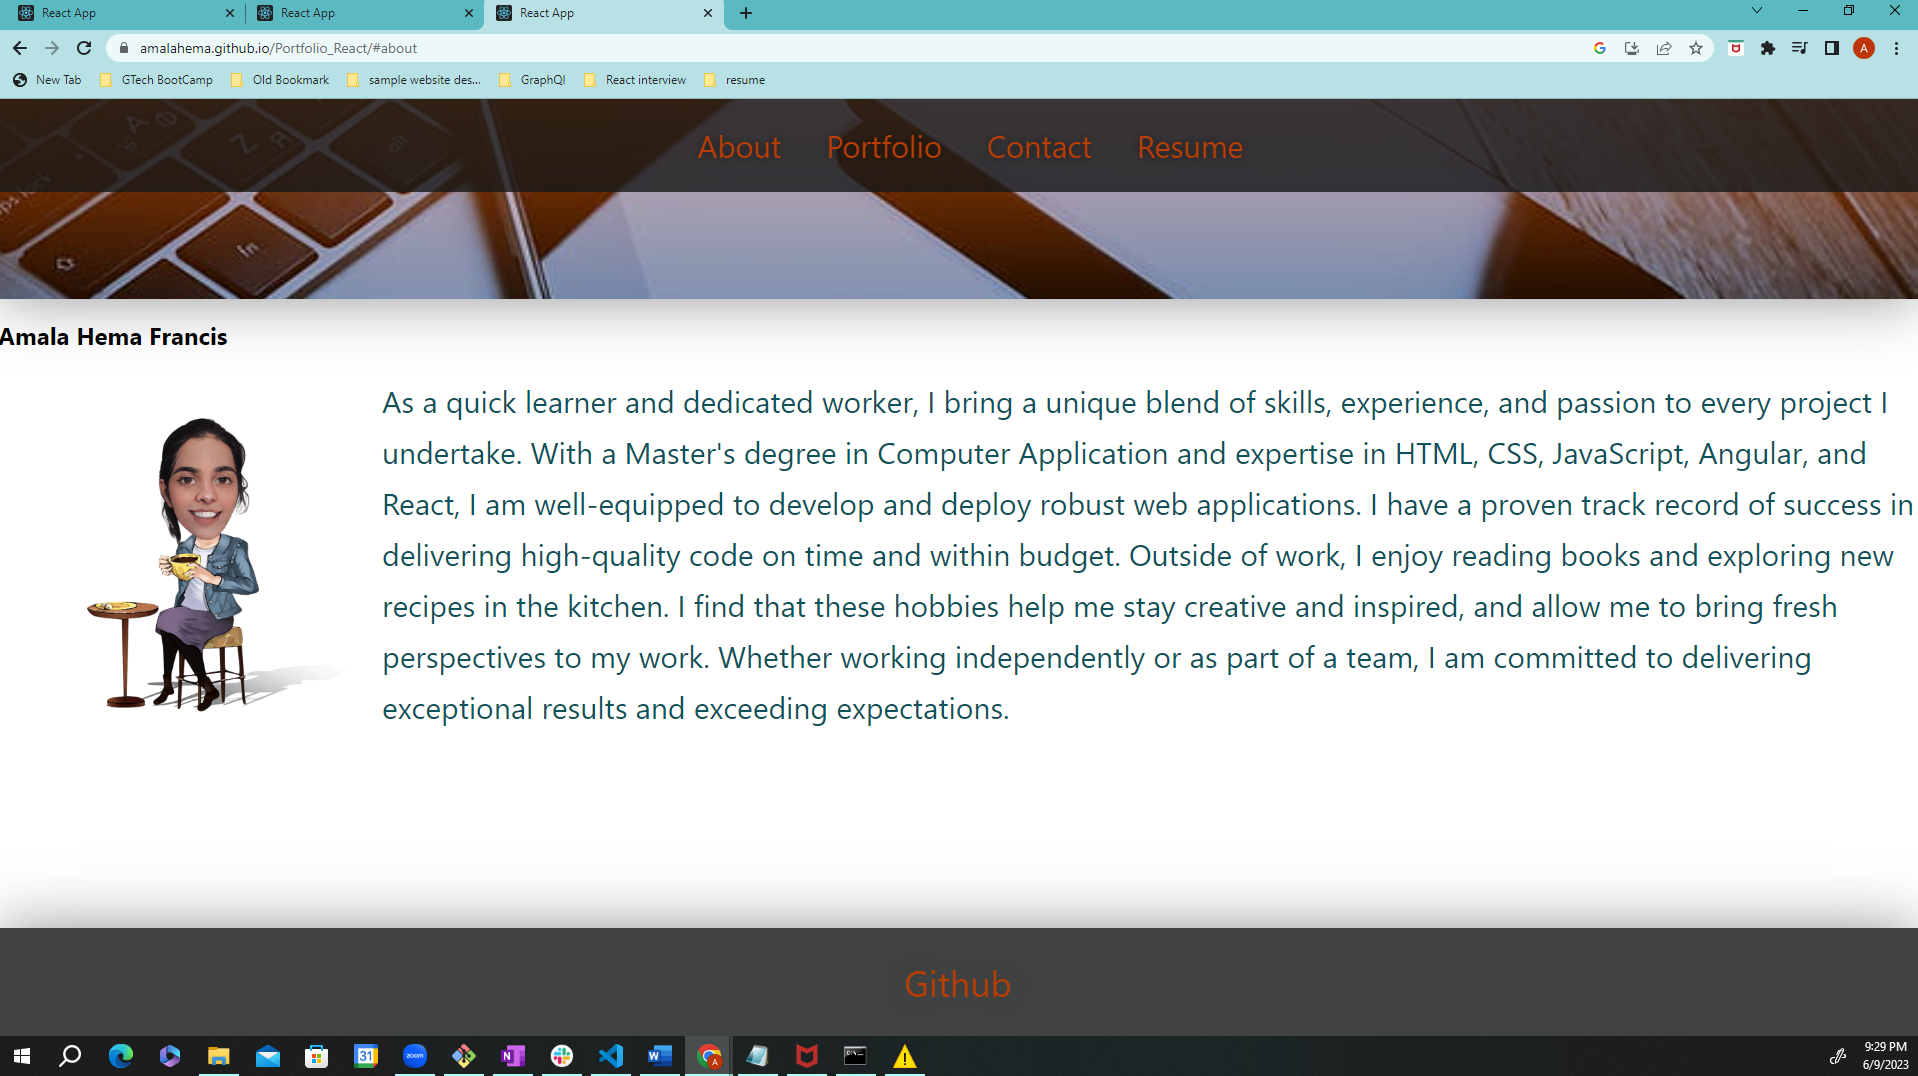 React App
React App
React App
amalahema.github.io/Portfolio_React/#about
A
New Tab
GTech BootCamp
Old Bookmark
sample website des...
GraphQl
React interview
resume
About
Portfolio
Contact
Resume
alt
fn
Amala Hema Francis
As a quick learner and dedicated worker, I bring a unique blend of skills, experience, and passion to every project I
undertake. With a Master's degree in Computer Application and expertise in HTML, CSS, JavaScript, Angular, and
React, I am well-equipped to develop and deploy robust web applications. I have a proven track record of success in
delivering high-quality code on time and within budget. Outside of work, I enjoy reading books and exploring new
recipes in the kitchen. I find that these hobbies help me stay creative and inspired, and allow me to bring fresh
perspectives to my work. Whether working independently or as part of a team, I am committed to delivering
exceptional results and exceeding expectations.
Github
31
zoom
N
W
A
9:29 PM
6/9/2023